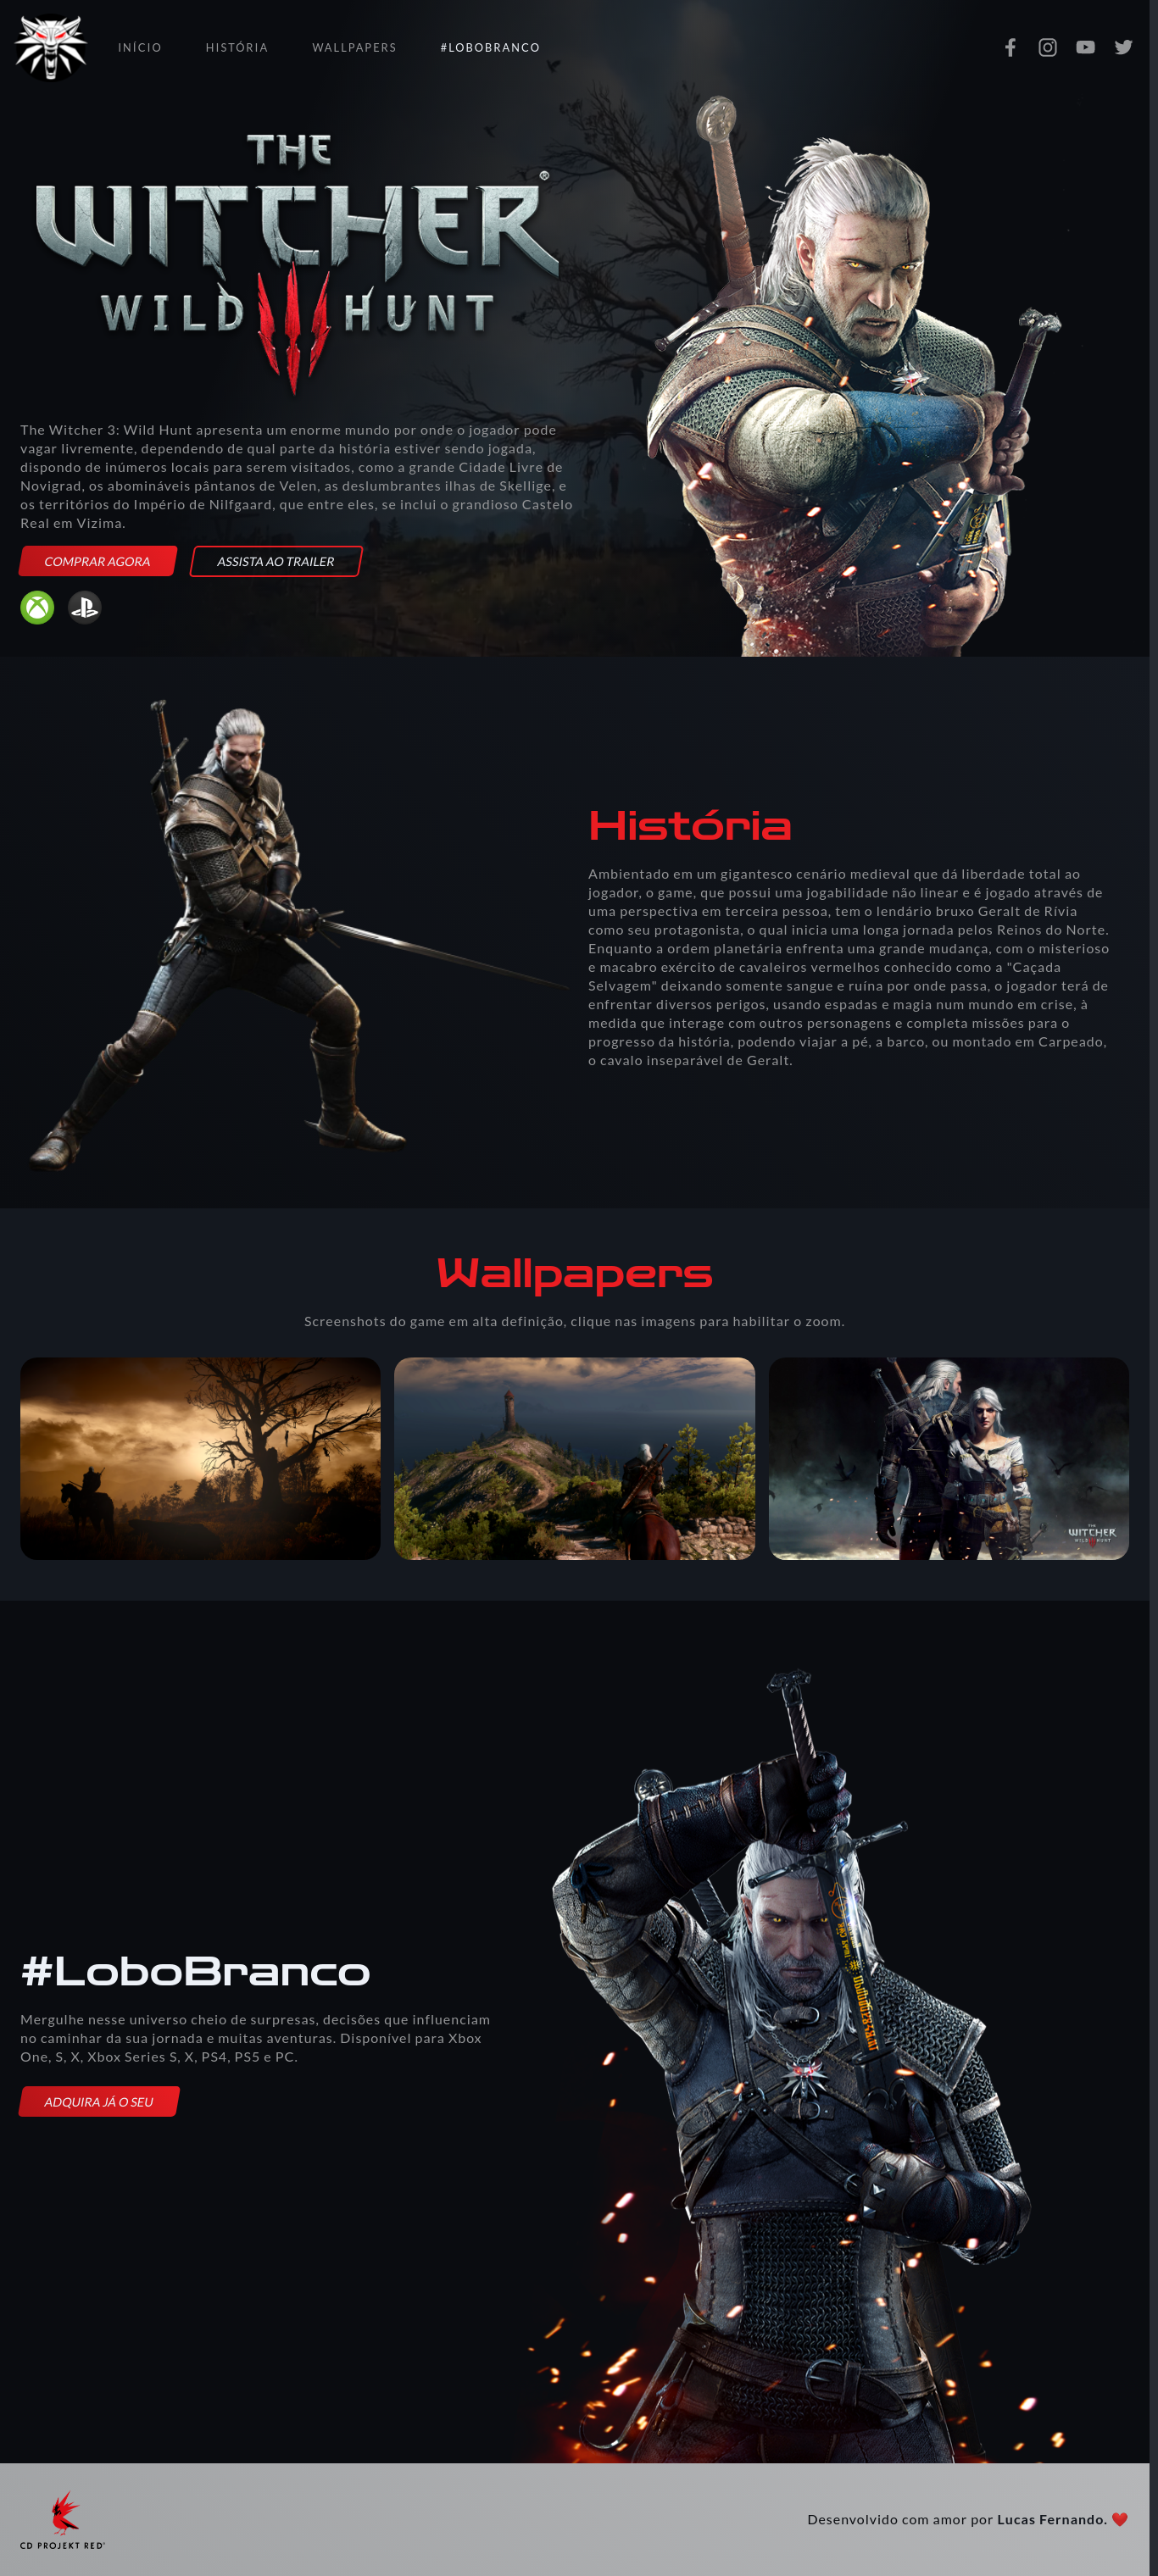 INÍCIO HISTÓRIA WALLPAPERS #LOBOBRANCO
THE
WITCHER
WILD HUNT
The Witcher 3: Wild Hunt apresenta um enorme mundo por onde o jogador pode
vagar livremente, dependendo de qual parte da história estiver sendo jogada,
dispondo de inúmeros locais para serem visitados, como a grande Cidade Livre de
Novigrad, os abomináveis pântanos de Velen, as deslumbrantes ilhas de Skellige, e
os territórios do Império de Nilfgaard, que entre eles, se inclui o grandioso Castelo
Real em Vizima.
COMPRAR AGORA ASSISTA AO TRAILER
História
Ambientado em um gigantesco cenário medieval que dá liberdade total ao
jogador, o game, que possui uma jogabilidade não linear e é jogado através de
uma perspectiva em terceira pessoa, tem o lendário bruxo Geralt de Rívia
como seu protagonista, o qual inicia uma longa jornada pelos Reinos do Norte.
Enquanto a ordem planetária enfrenta uma grande mudança, com o misterioso
e macabro exército de cavaleiros vermelhos conhecido como a "Caçada
Selvagem" deixando somente sangue e ruína por onde passa, o jogador terá de
enfrentar diversos perigos, usando espadas e magia num mundo em crise, à
medida que interage com outros personagens e completa missões para o
progresso da história, podendo viajar a pé, a barco, ou montado em Carpeado,
o cavalo inseparável de Geralt.
Wallpapers
Screenshots do game em alta definição, clique nas imagens para habilitar o zoom.
THE
WITCHER
WILD HUNT
#LoboBranco
Mergulhe nesse universo cheio de surpresas, decisões que influenciam
no caminhar da sua jornada e muitas aventuras. Disponível para Xbox
One, S, X, Xbox Series S, X, PS4, PS5 e PC.
ADQUIRA JÁ O SEU
CD PROJEKT RED
Desenvolvido com amor por Lucas Fernando. ❤️